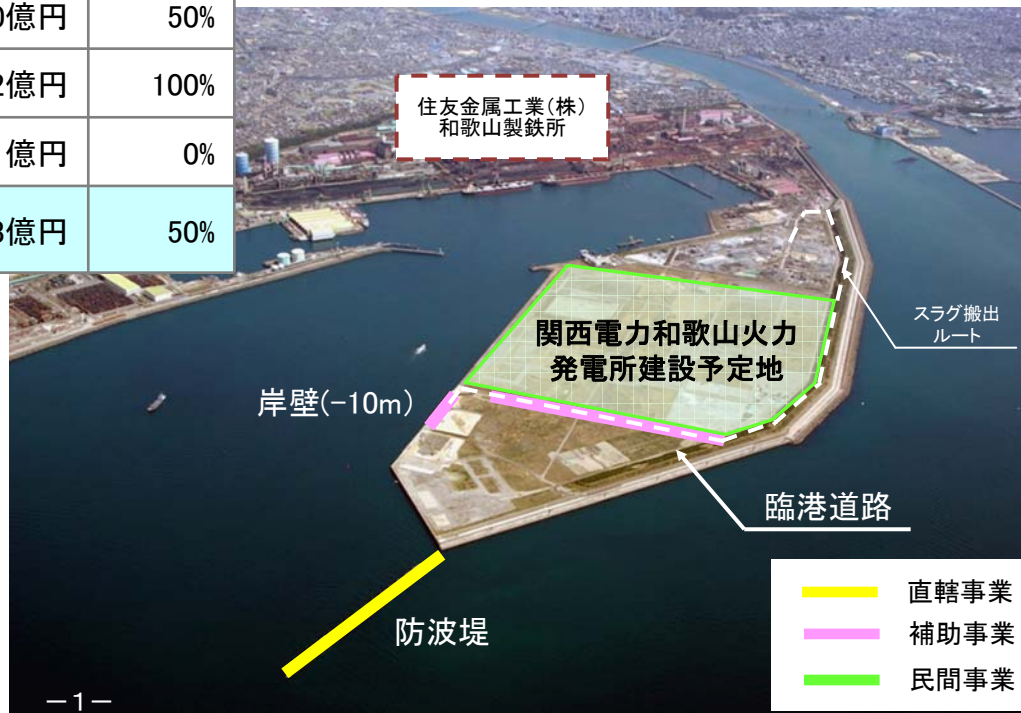 億円 50%
億円 100%
億円 0%
億円 50%
住友金属工業(株)
和歌山製鉄所
スラグ搬出
ルート
関西電力和歌山火力
発電所建設予定地
岸壁(-10m)
臨港道路
防波堤
直轄事業
補助事業
民間事業
-1-